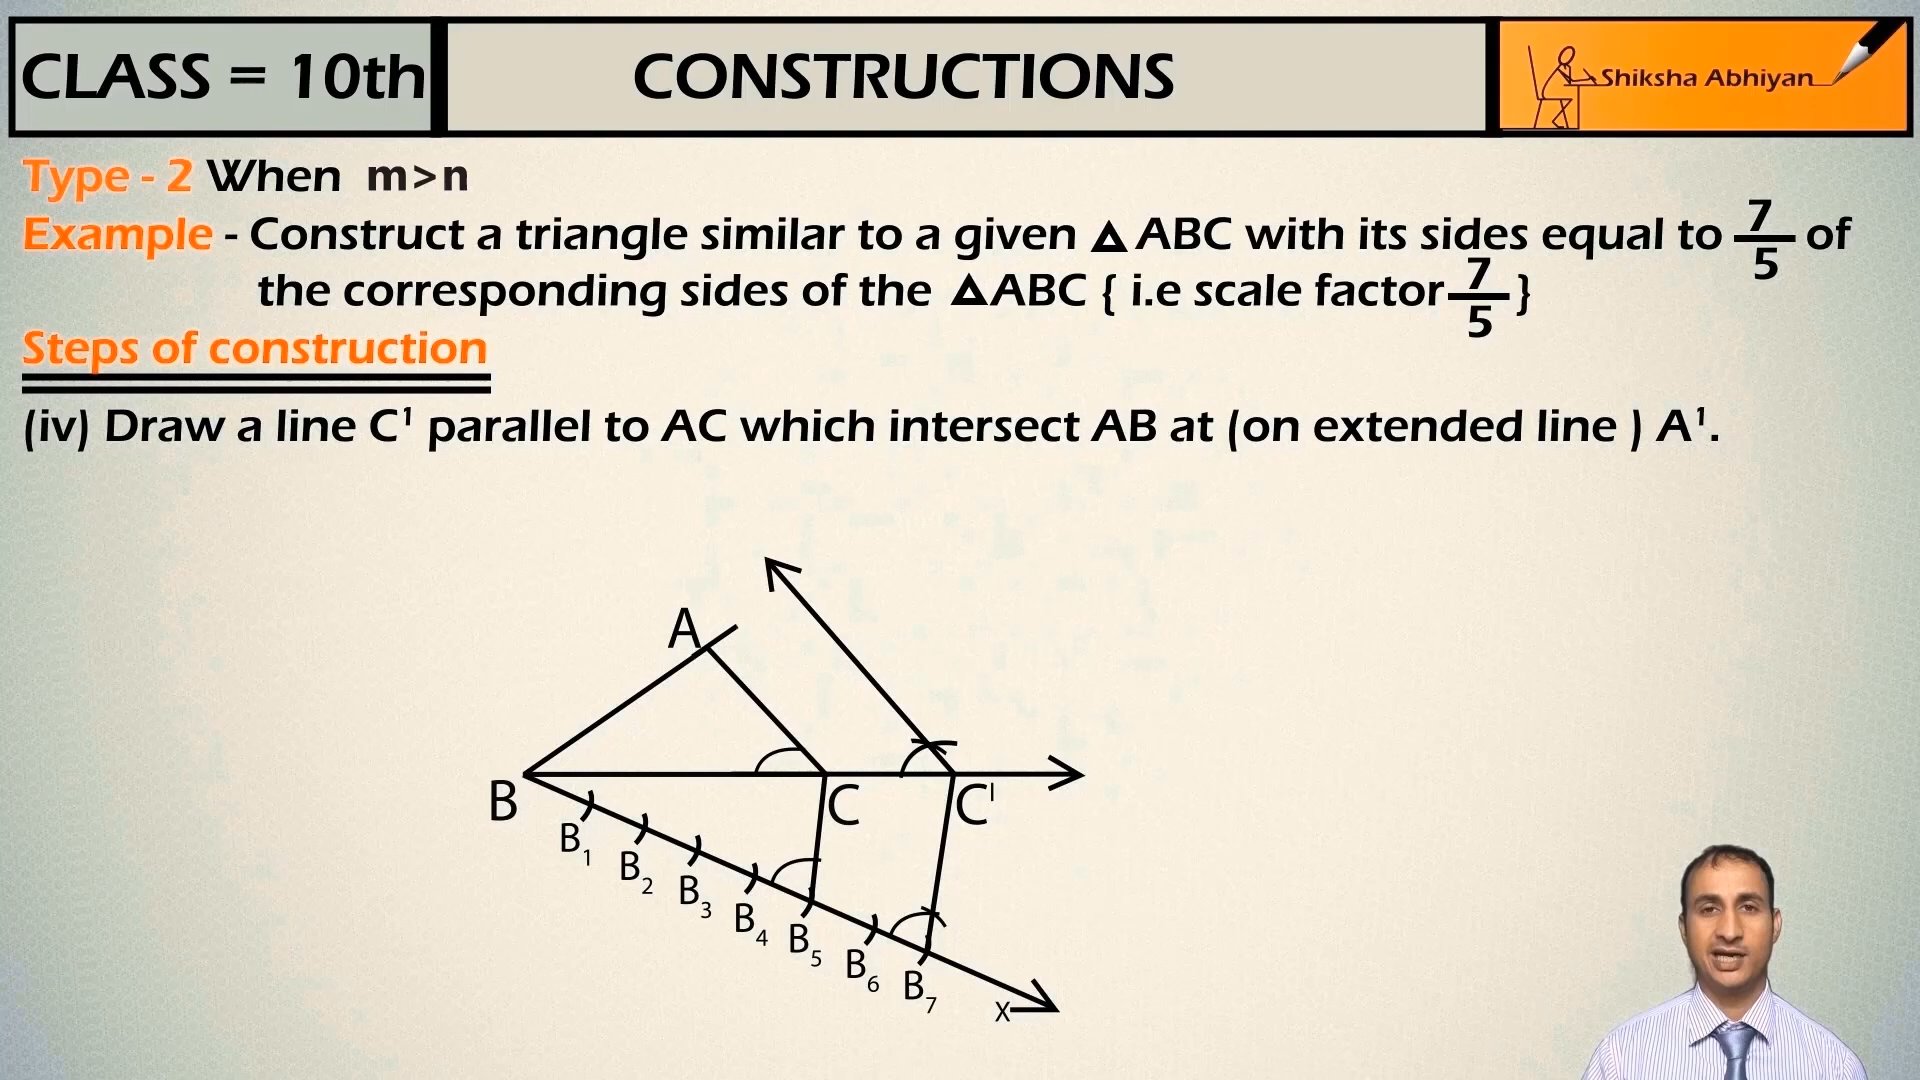 CLASS = 10th
CONSTRUCTIONS
Shiksha Abhiyan
Type - 2 When m>n
Example - Construct a triangle similar to a given △ ABC with its sides equal to 7/5 of
the corresponding sides of the △ABC { i.e scale factor 7/5 }
Steps of construction
(iv) Draw a line C¹ parallel to AC which intersect AB at (on extended line ) A¹.
A
B
C
C'
B₁
B₂
B₃
B₄
B₅
B₆
B₇
X